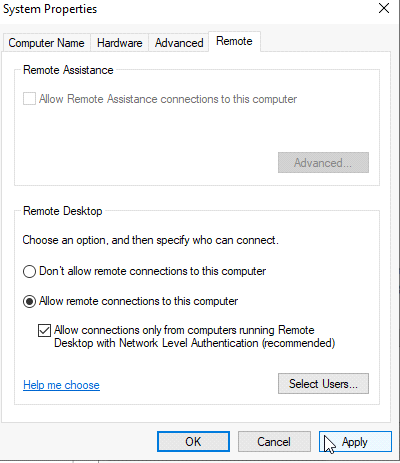 System Properties
Computer Name Hardware Advanced Remote
Remote Assistance
Allow Remote Assistance connections to this computer
Advanced...
Remote Desktop
Choose an option, and then specify who can connect.
Don't allow remote connections to this computer
Allow remote connections to this computer
Allow connections only from computers running Remote
Desktop with Network Level Authentication (recommended)
Help me choose Select Users...
OK Cancel Apply